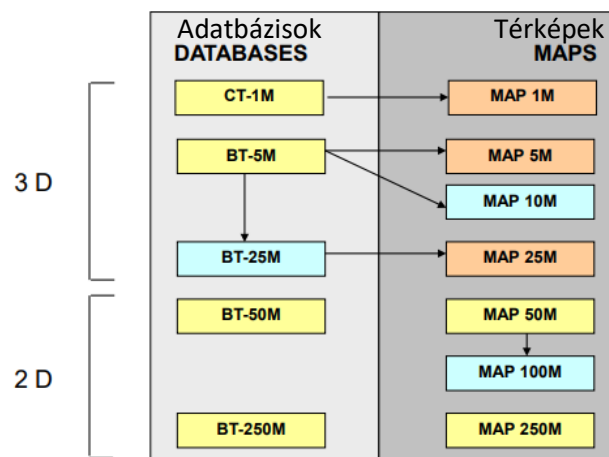 Adatbázisok
DATABASES
Térképek
MAPS
3 D
CT-1M
MAP 1M
BT-5M
MAP 5M
MAP 10M
BT-25M
MAP 25M
2 D
BT-50M
MAP 50M
MAP 100M
BT-250M
MAP 250M